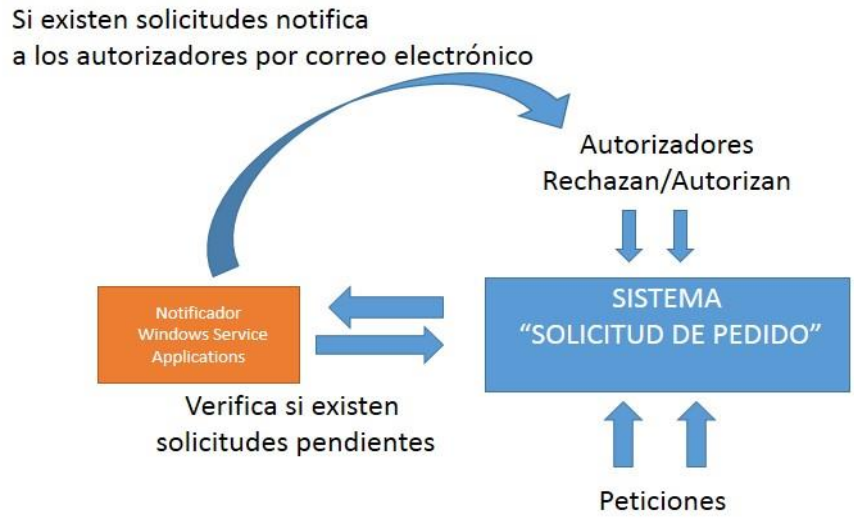 Si existen solicitudes notifica
a los autorizadores por correo electrónico
Autorizadores
Rechazan/Autorizan
Notificador
Windows Service
Applications
SISTEMA
“SOLICITUD DE PEDIDO”
Verifica si existen
solicitudes pendientes
Peticiones